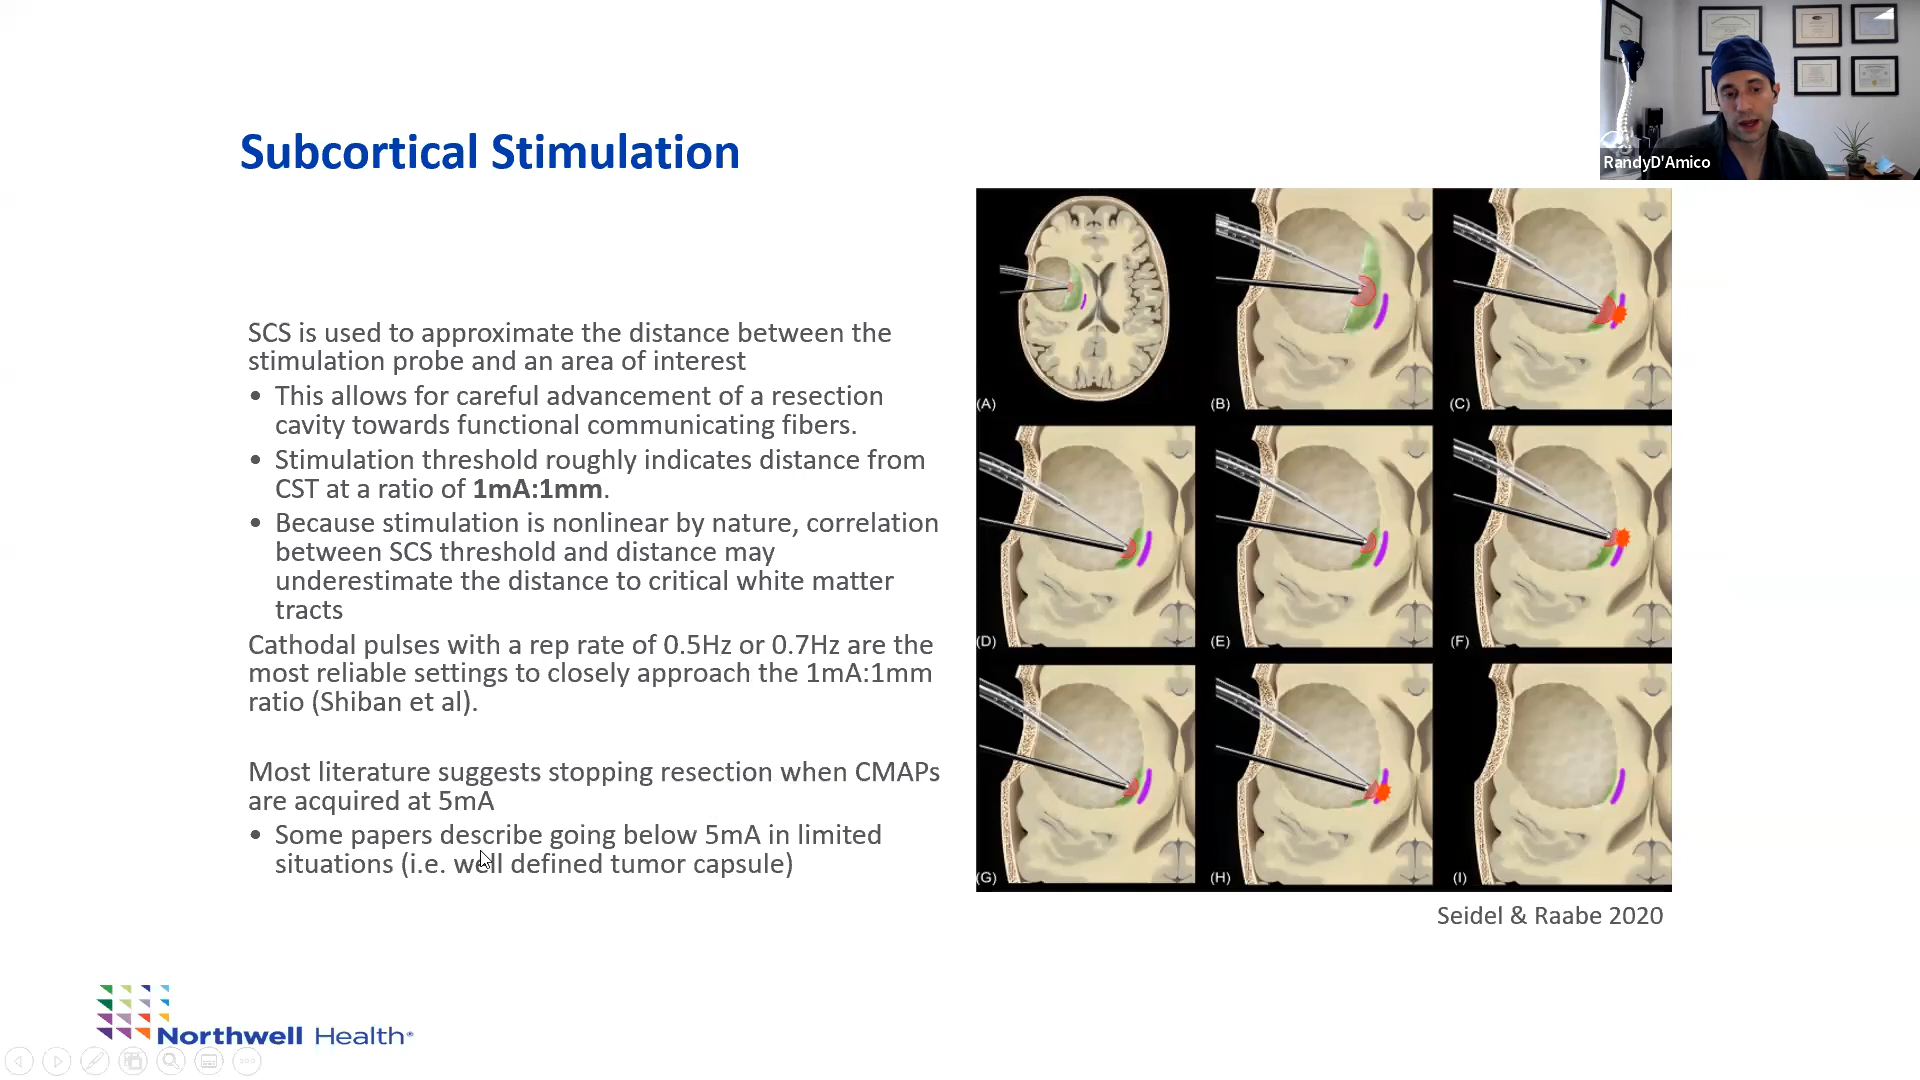 RandyD'Amico
Subcortical Stimulation
SCS is used to approximate the distance between the
stimulation probe and an area of interest
• This allows for careful advancement of a resection
cavity towards functional communicating fibers.
• Stimulation threshold roughly indicates distance from
CST at a ratio of 1mA:1mm.
• Because stimulation is nonlinear by nature, correlation
between SCS threshold and distance may
underestimate the distance to critical white matter
tracts
Cathodal pulses with a rep rate of 0.5Hz or 0.7Hz are the
most reliable settings to closely approach the 1mA:1mm
ratio (Shiban et al).
Most literature suggests stopping resection when CMAPs
are acquired at 5mA
• Some papers describe going below 5mA in limited
situations (i.e. well defined tumor capsule)
(A)
(B)
(C)
(D)
(E)
(F)
(G)
(H)
(I)
Seidel & Raabe 2020
Northwell Health®